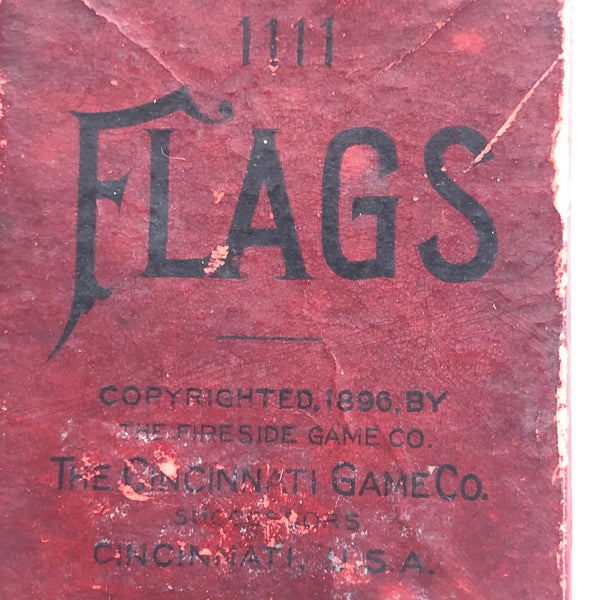 1111
FLAGS
COPYRIGHTED, 1896, BY
THE FIRESIDE GAME CO.
THE CINCINNATI GAME CO.
SUCCESSORS
CINCINNATI, U.S.A.